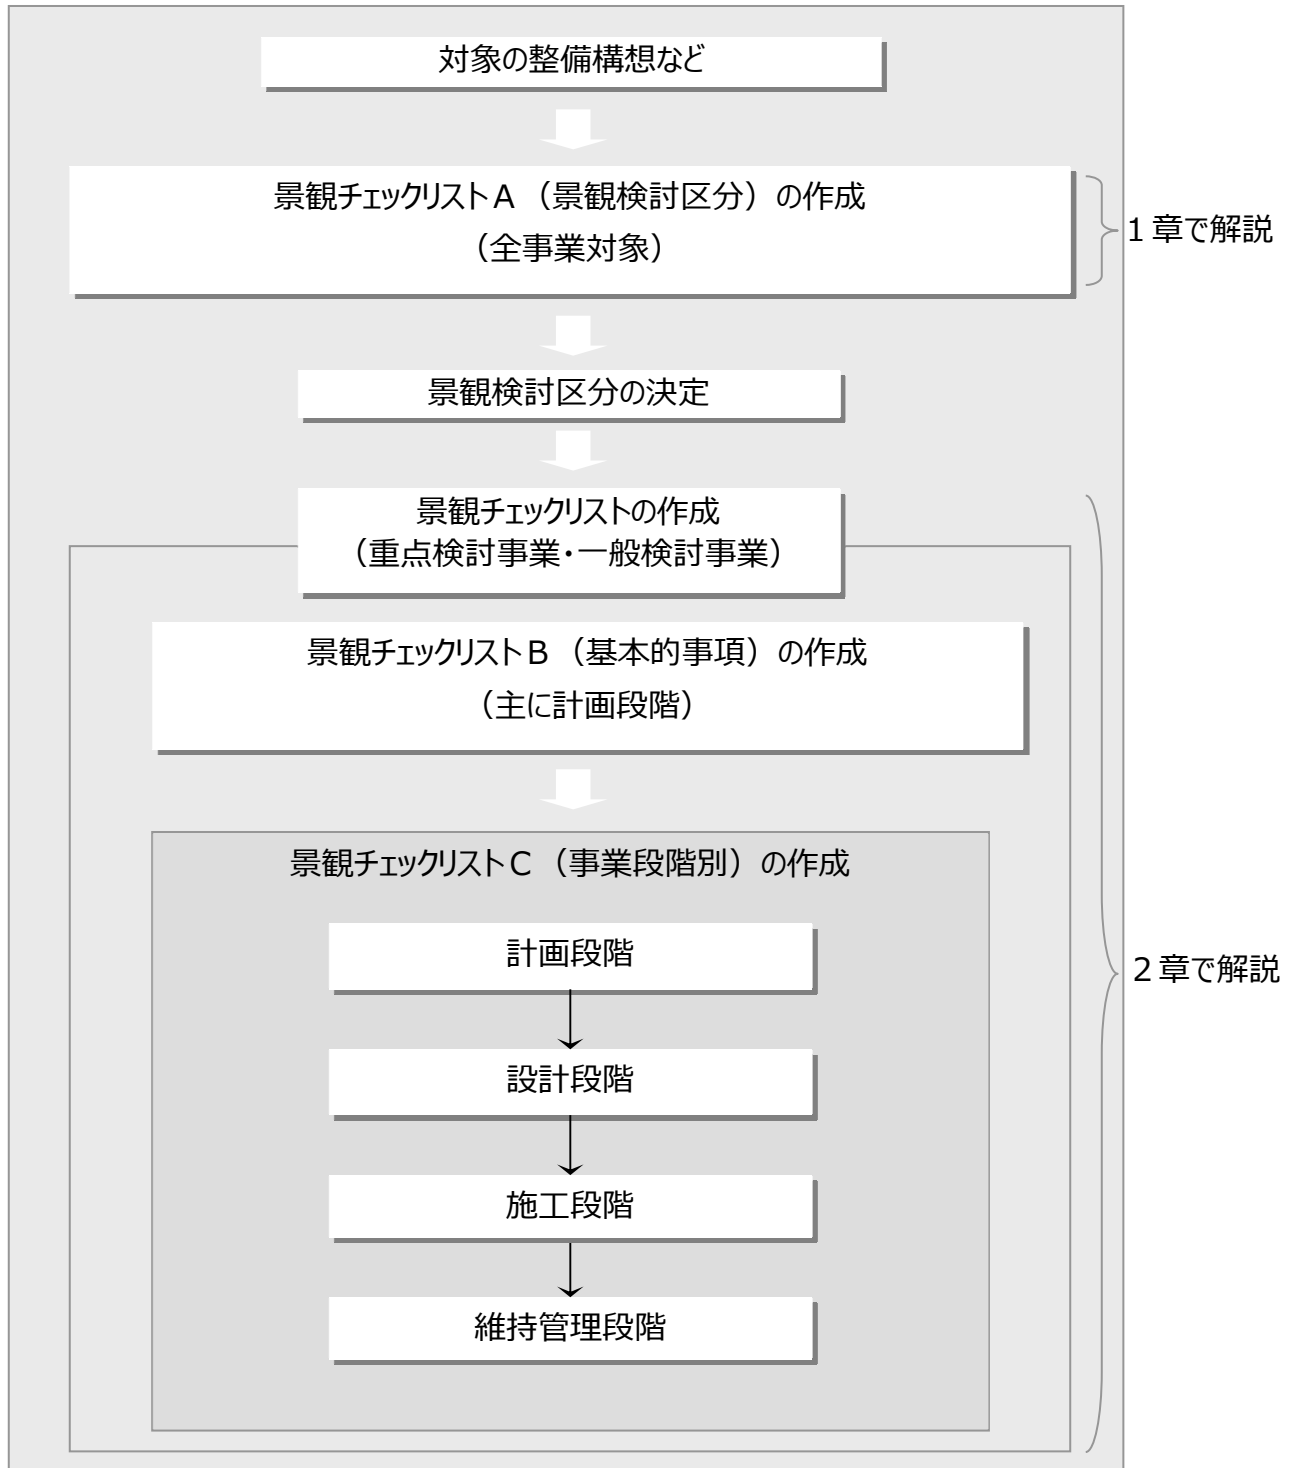 対象の整備構想など
景観チェックリストA（景観検討区分）の作成
（全事業対象）
1章で解説
景観検討区分の決定
景観チェックリストの作成
（重点検討事業・一般検討事業）
景観チェックリストB（基本的事項）の作成
（主に計画段階）
景観チェックリストC（事業段階別）の作成
計画段階
設計段階
2章で解説
施工段階
維持管理段階